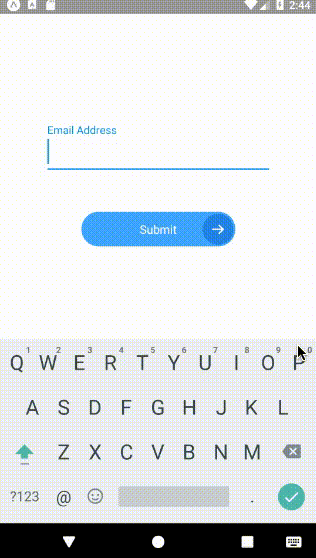 2:44
Email Address
Submit
1 2 3 4 5 6 7 8 9 0
Q W E R T Y U I O P
A S D F G H J K L
Z X C V B N M
?123 @ .